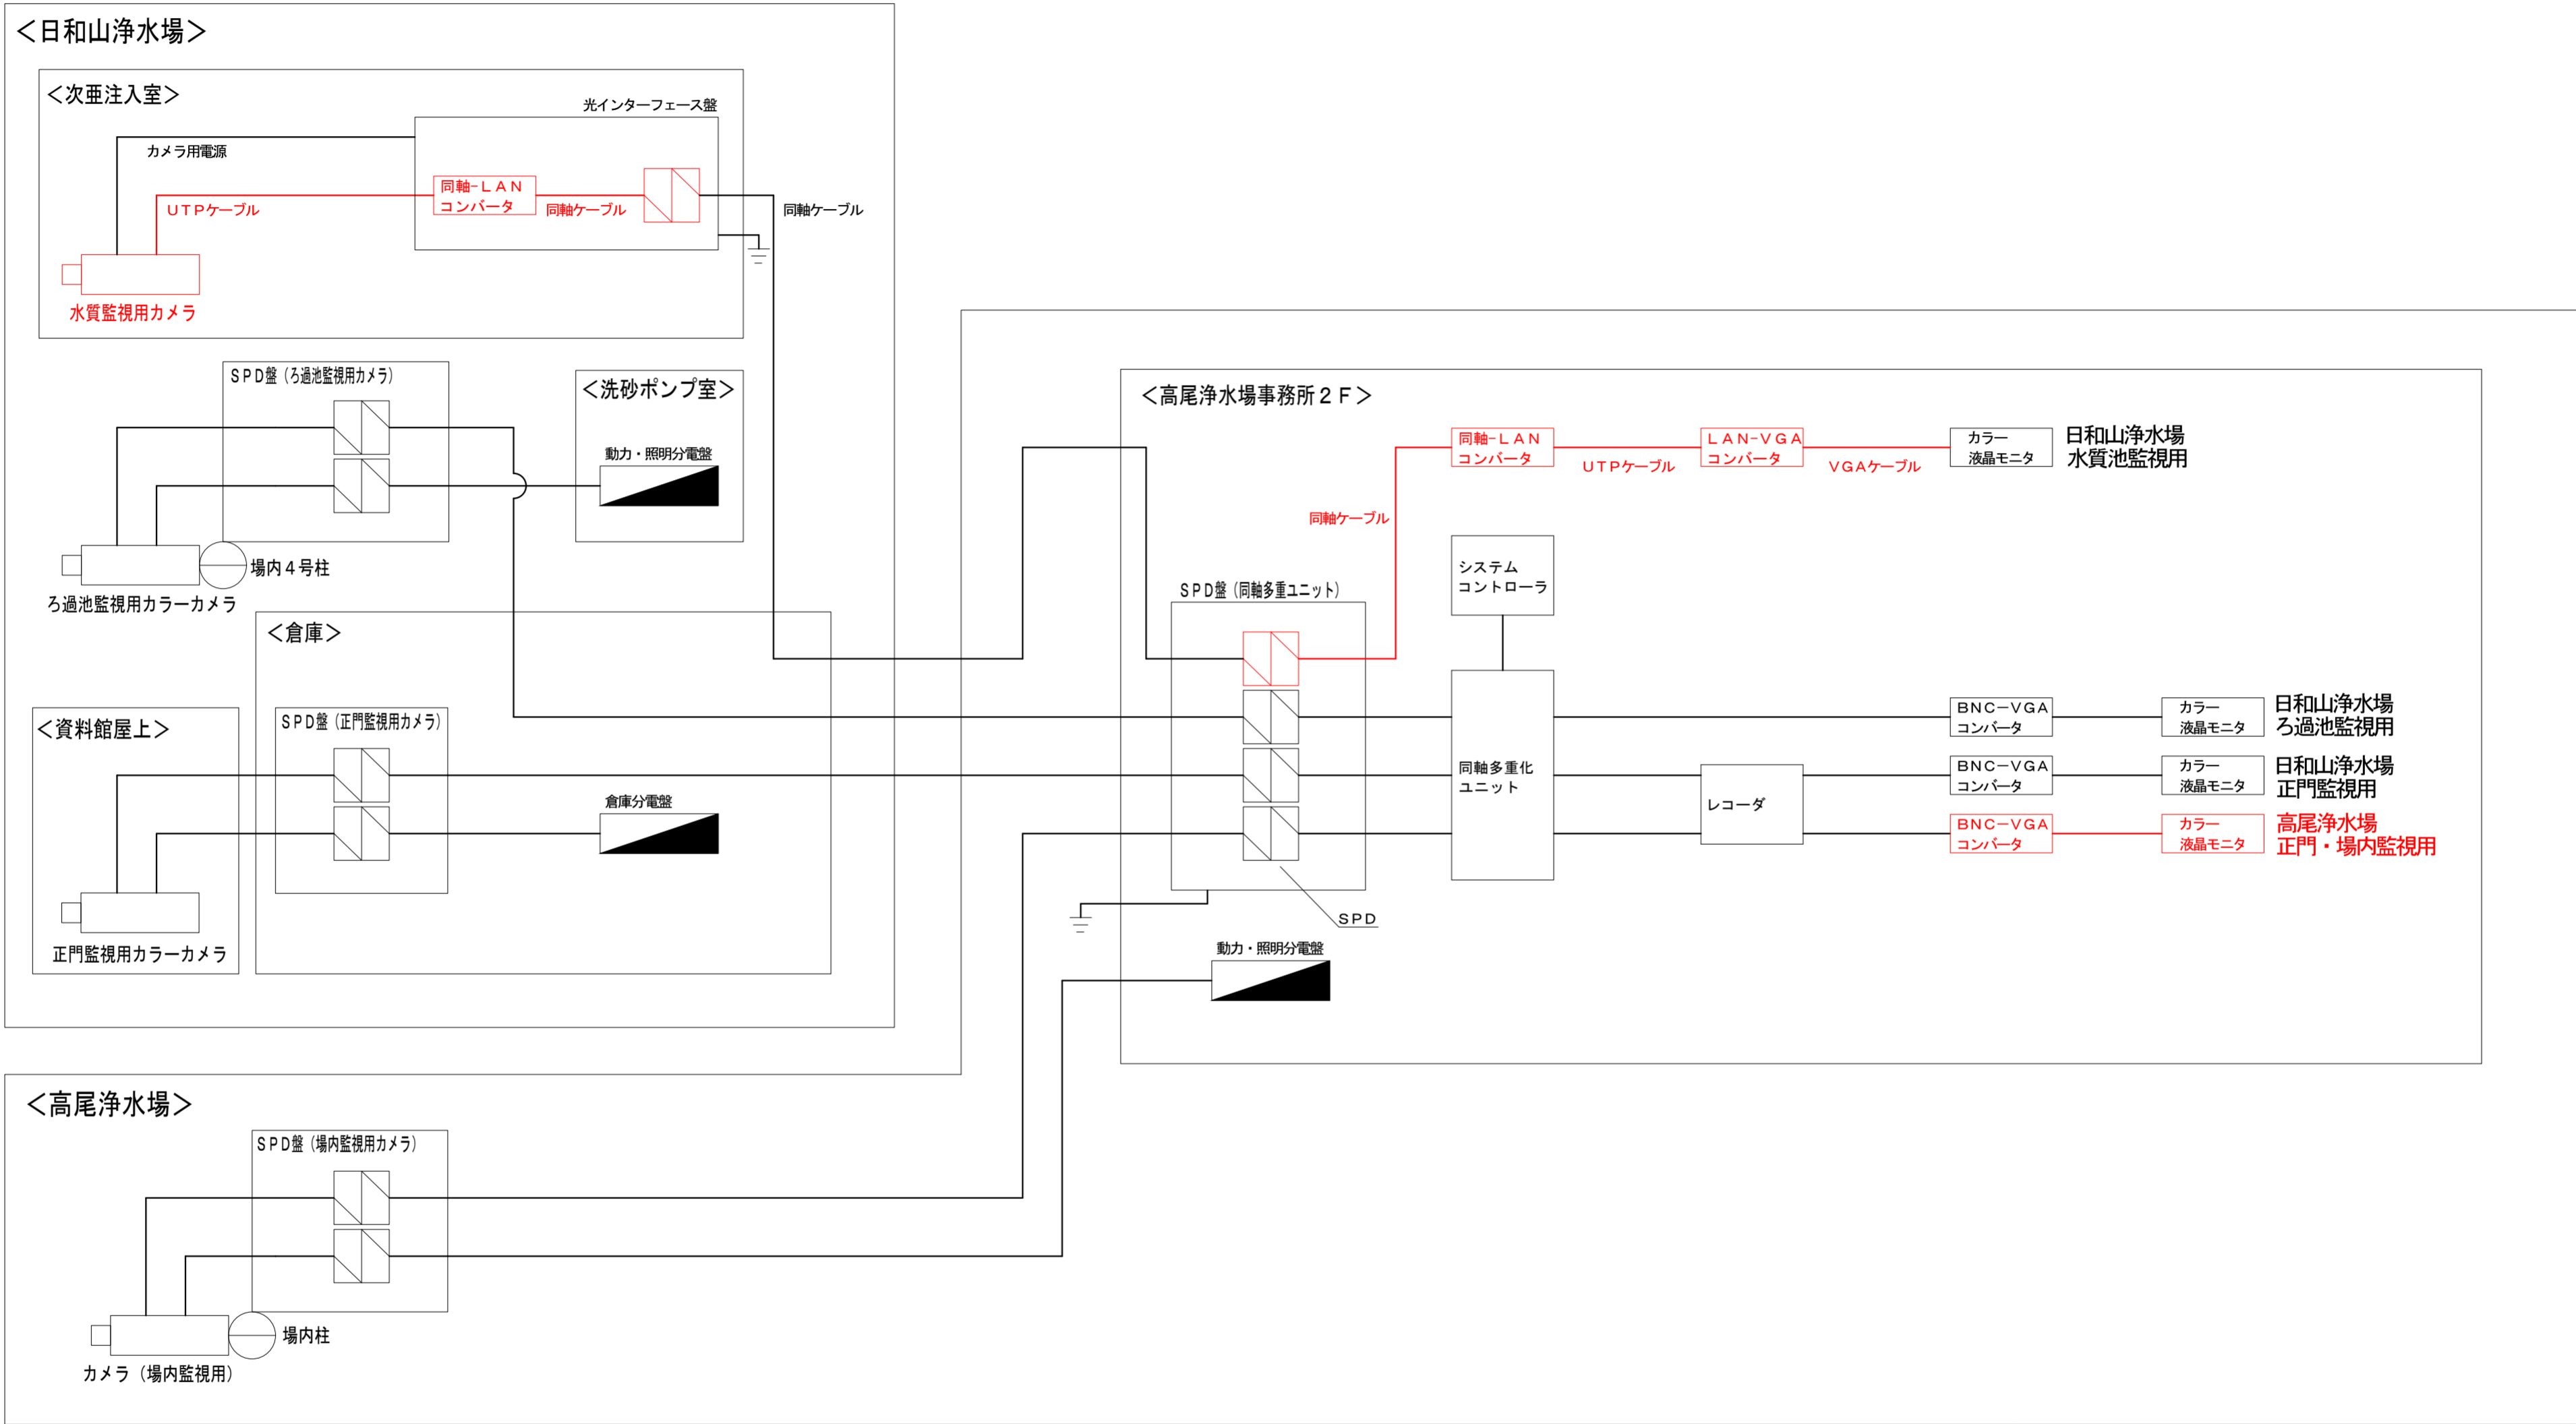 ＜日和山浄水場＞
＜次亜注入室＞
光インターフェース盤
カメラ用電源
同軸-ＬＡＮ
コンバータ
ＵＴＰケーブル
同軸ケーブル
同軸ケーブル
水質監視用カメラ
ＳＰＤ盤（ろ過池監視用カメラ）
＜洗砂ポンプ室＞
動力・照明分電盤
場内４号柱
ろ過池監視用カラーカメラ
＜倉庫＞
＜資料館屋上＞
ＳＰＤ盤（正門監視用カメラ）
倉庫分電盤
正門監視用カラーカメラ
＜高尾浄水場事務所２Ｆ＞
同軸-ＬＡＮ
コンバータ
ＵＴＰケーブル
ＬＡＮ-ＶＧＡ
コンバータ
ＶＧＡケーブル
カラー
液晶モニタ
日和山浄水場
水質池監視用
同軸ケーブル
システム
コントローラ
ＳＰＤ盤（同軸多重ユニット）
同軸多重化
ユニット
レコーダ
BNC－VGA
コンバータ
カラー
液晶モニタ
日和山浄水場
ろ過池監視用
BNC－VGA
コンバータ
カラー
液晶モニタ
日和山浄水場
正門監視用
BNC－VGA
コンバータ
カラー
液晶モニタ
高尾浄水場
正門・場内監視用
ＳＰＤ
動力・照明分電盤
＜高尾浄水場＞
ＳＰＤ盤（場内監視用カメラ）
場内柱
カメラ（場内監視用）